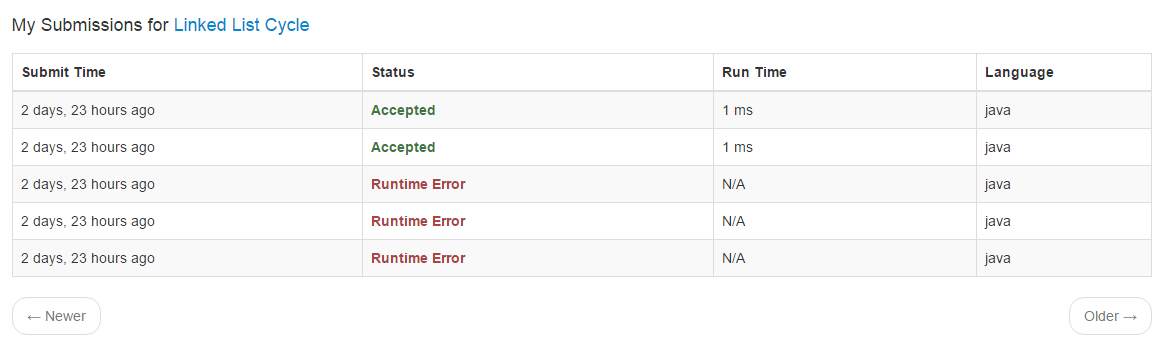 My Submissions for Linked List Cycle
Submit Time Status Run Time Language
2 days, 23 hours ago Accepted 1 ms java
2 days, 23 hours ago Accepted 1 ms java
2 days, 23 hours ago Runtime Error N/A java
2 days, 23 hours ago Runtime Error N/A java
2 days, 23 hours ago Runtime Error N/A java
← Newer Older →